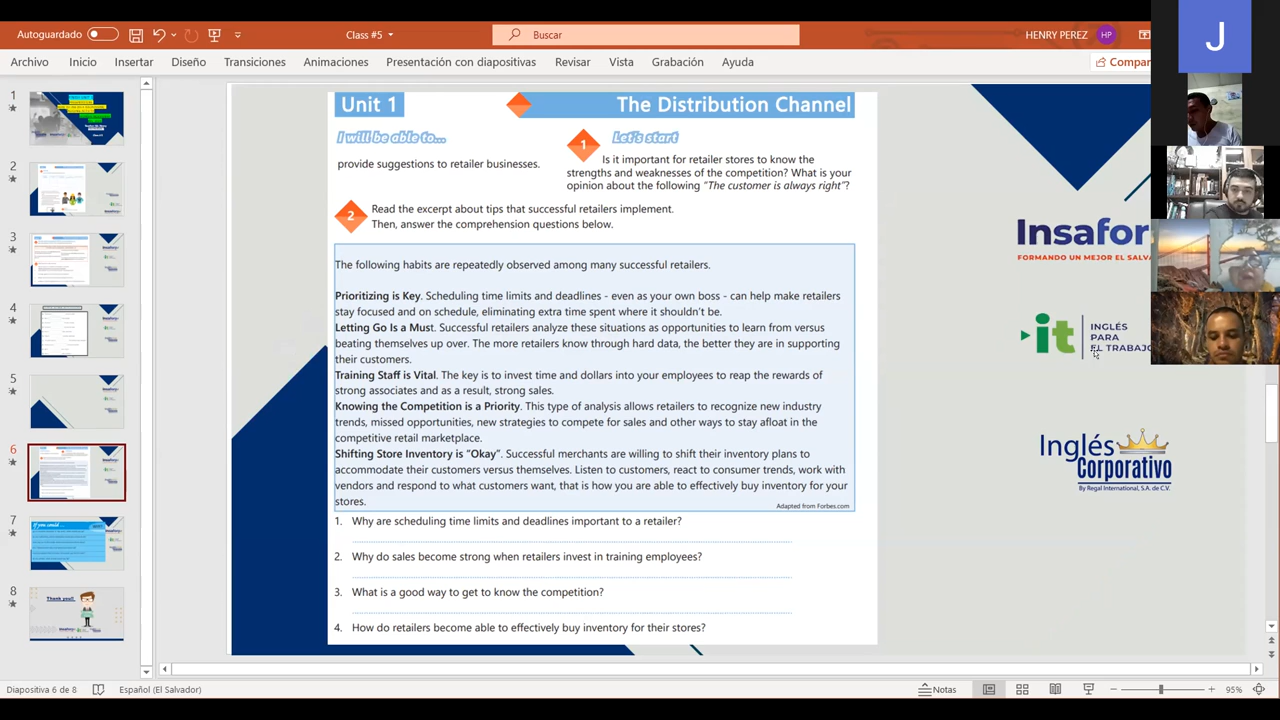 Autoguardado
Class #5
Buscar
HENRY PEREZ
HP
Archivo Inicio Insertar Diseño Transiciones Animaciones Presentación con diapositivas Revisar Vista Grabación Ayuda
Compar
J
1
2
3
4
5
6
7
If you could ...
8
Thank you!!
Unit 1
The Distribution Channel
I will be able to...
provide suggestions to retailer businesses.
1
Let's start
Is it important for retailer stores to know the
strengths and weaknesses of the competition? What is your
opinion about the following "The customer is always right"?
2
Read the excerpt about tips that successful retailers implement.
Then, answer the comprehension questions below.
The following habits are repeatedly observed among many successful retailers.
Prioritizing is Key. Scheduling time limits and deadlines - even as your own boss - can help make retailers
stay focused and on schedule, eliminating extra time spent where it shouldn't be.
Letting Go Is a Must. Successful retailers analyze these situations as opportunities to learn from versus
beating themselves up over. The more retailers know through hard data, the better they are in supporting
their customers.
Training Staff is Vital. The key is to invest time and dollars into your employees to reap the rewards of
strong associates and as a result, strong sales.
Knowing the Competition is a Priority. This type of analysis allows retailers to recognize new industry
trends, missed opportunities, new strategies to compete for sales and other ways to stay afloat in the
competitive retail marketplace.
Shifting Store Inventory is "Okay". Successful merchants are willing to shift their inventory plans to
accommodate their customers versus themselves. Listen to customers, react to consumer trends, work with
vendors and respond to what customers want, that is how you are able to effectively buy inventory for your
stores.
Adapted from Forbes.com
1. Why are scheduling time limits and deadlines important to a retailer?
2. Why do sales become strong when retailers invest in training employees?
3. What is a good way to get to know the competition?
4. How do retailers become able to effectively buy inventory for their stores?
Insafor
FORMANDO UN MEJOR EL SALV
it
INGLÉS
PARA
EL TRABAJO
Inglés
Corporativo
By Regal International, S.A. de C.V.
Diapositiva 6 de 8
Español (El Salvador)
Notas
95%